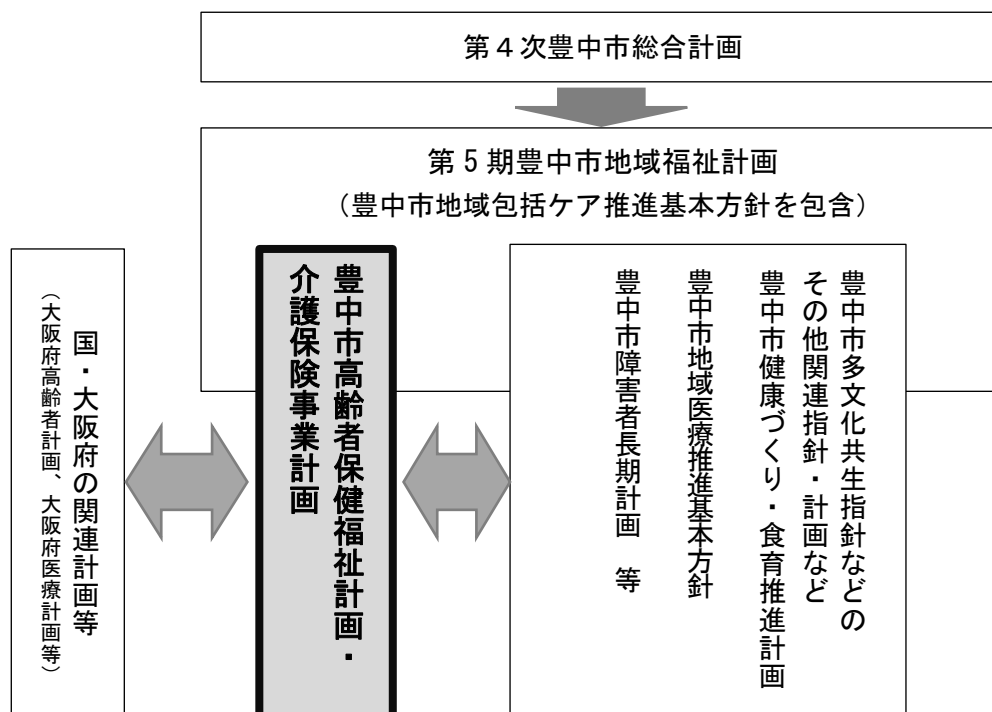 第４次豊中市総合計画
第5期豊中市地域福祉計画
（豊中市地域包括ケア推進基本方針を包含）
国・大阪府の関連計画等
（大阪府高齢者計画、大阪府医療計画等）
豊中市高齢者保健福祉計画・
介護保険事業計画
豊中市多文化共生指針などの
その他関連指針・計画など
豊中市健康づくり・食育推進計画
豊中市地域医療推進基本方針
豊中市障害者長期計画　等